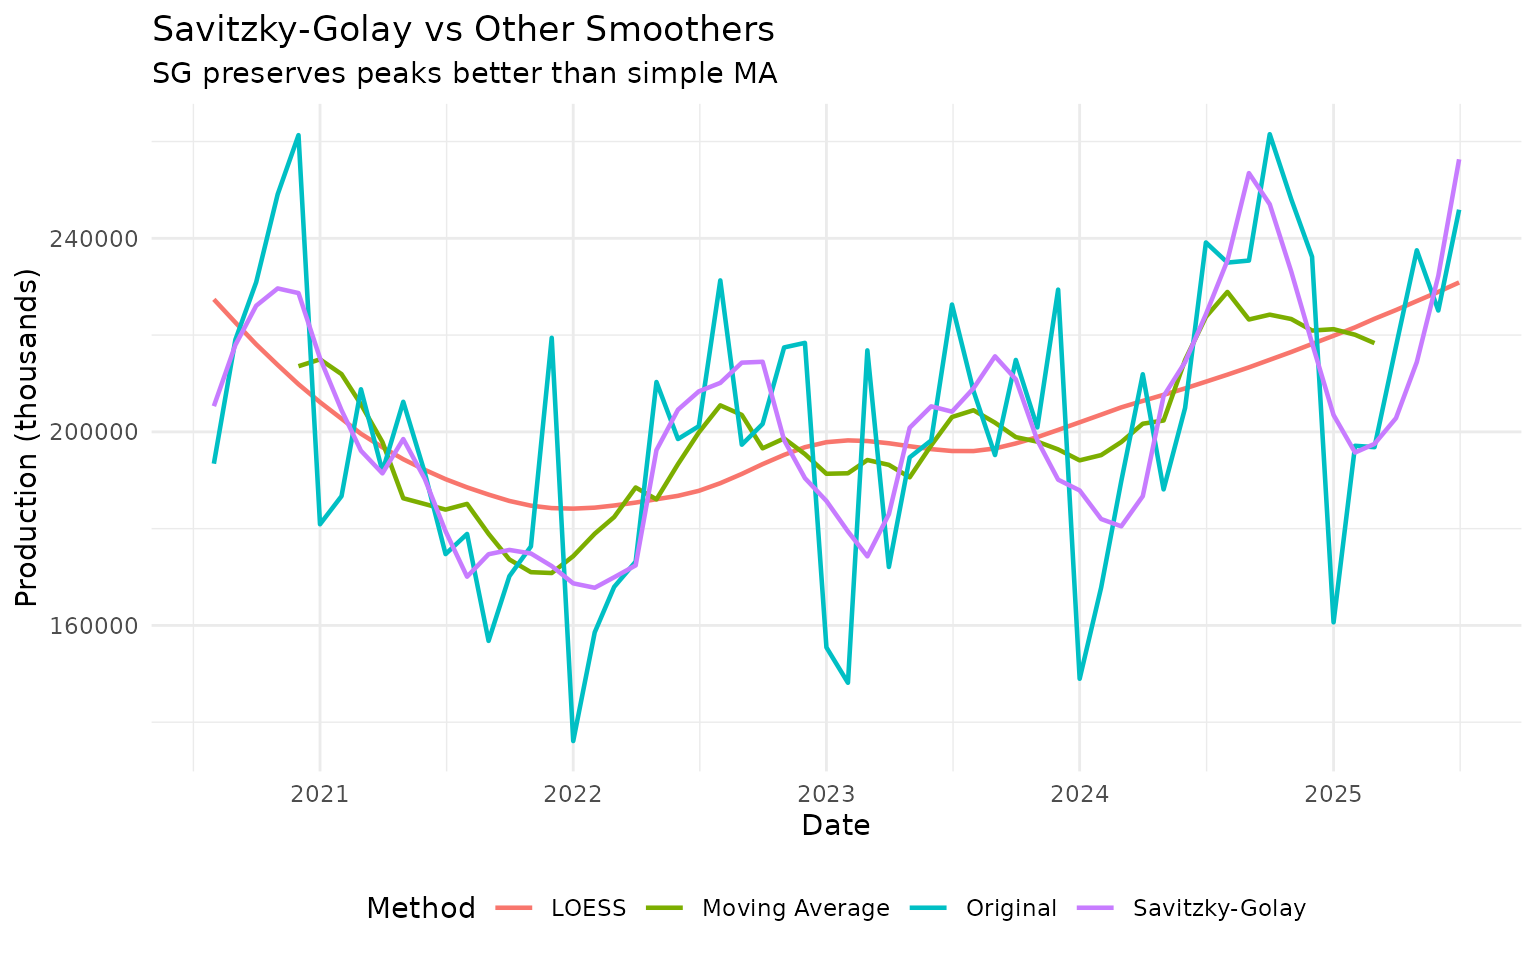 Savitzky-Golay vs Other Smoothers
SG preserves peaks better than simple MA
Production (thousands)
240000
200000
160000
2021 2022 2023 2024 2025
Date
Method LOESS Moving Average Original Savitzky-Golay